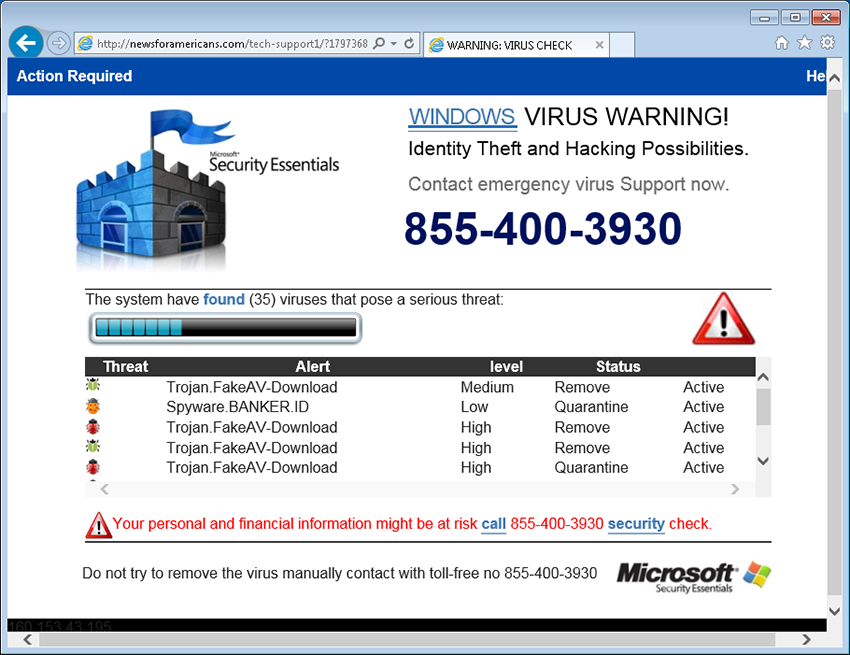 http://newsforamericans.com/tech-support1/?1797368
WARNING: VIRUS CHECK
Action Required
He
Microsoft®
Security Essentials
WINDOWS VIRUS WARNING!
Identity Theft and Hacking Possibilities.
Contact emergency virus Support now.
855-400-3930
The system have found (35) viruses that pose a serious threat:
Threat Alert level Status
Trojan.FakeAV-Download Medium Remove Active
Spyware.BANKER.ID Low Quarantine Active
Trojan.FakeAV-Download High Remove Active
Trojan.FakeAV-Download High Remove Active
Trojan.FakeAV-Download High Quarantine Active
Your personal and financial information might be at risk call 855-400-3930 security check.
Do not try to remove the virus manually contact with toll-free no 855-400-3930
Microsoft®
Security Essentials
160.153.43.195